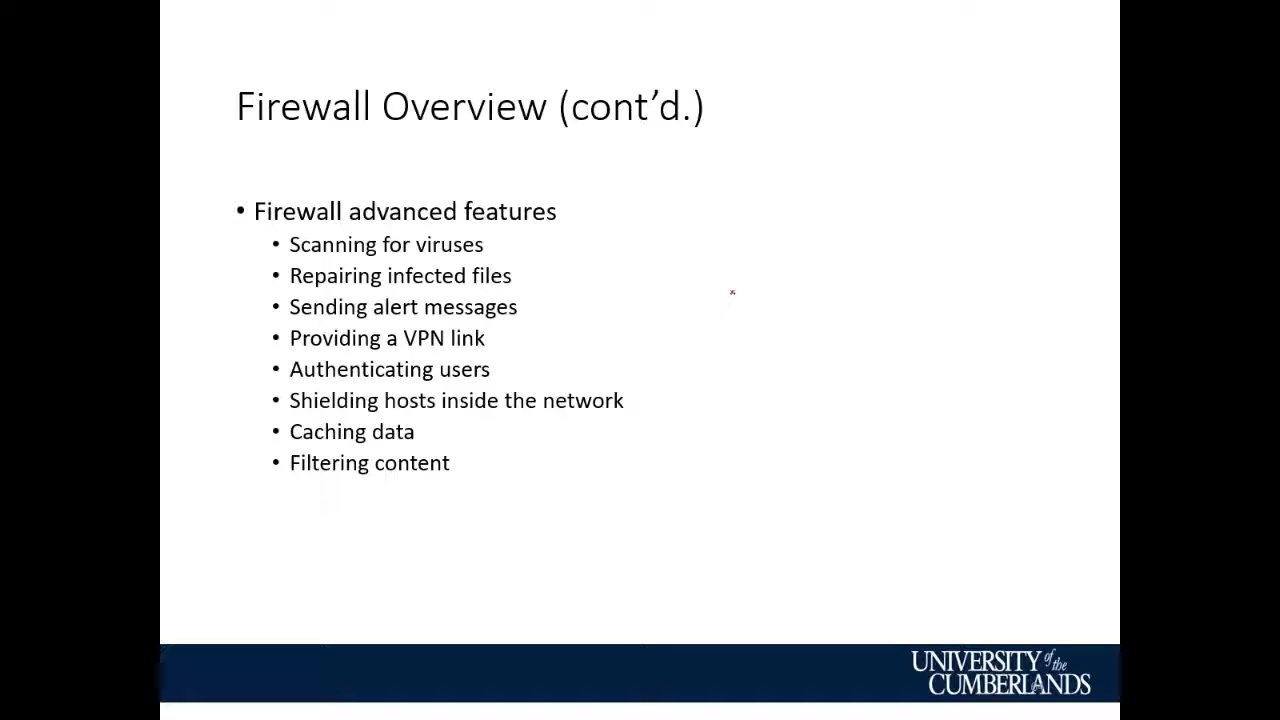 Firewall Overview (cont’d.)
• Firewall advanced features
• Scanning for viruses
• Repairing infected files
• Sending alert messages
• Providing a VPN link
• Authenticating users
• Shielding hosts inside the network
• Caching data
• Filtering content
UNIVERSITY of the
CUMBERLANDS